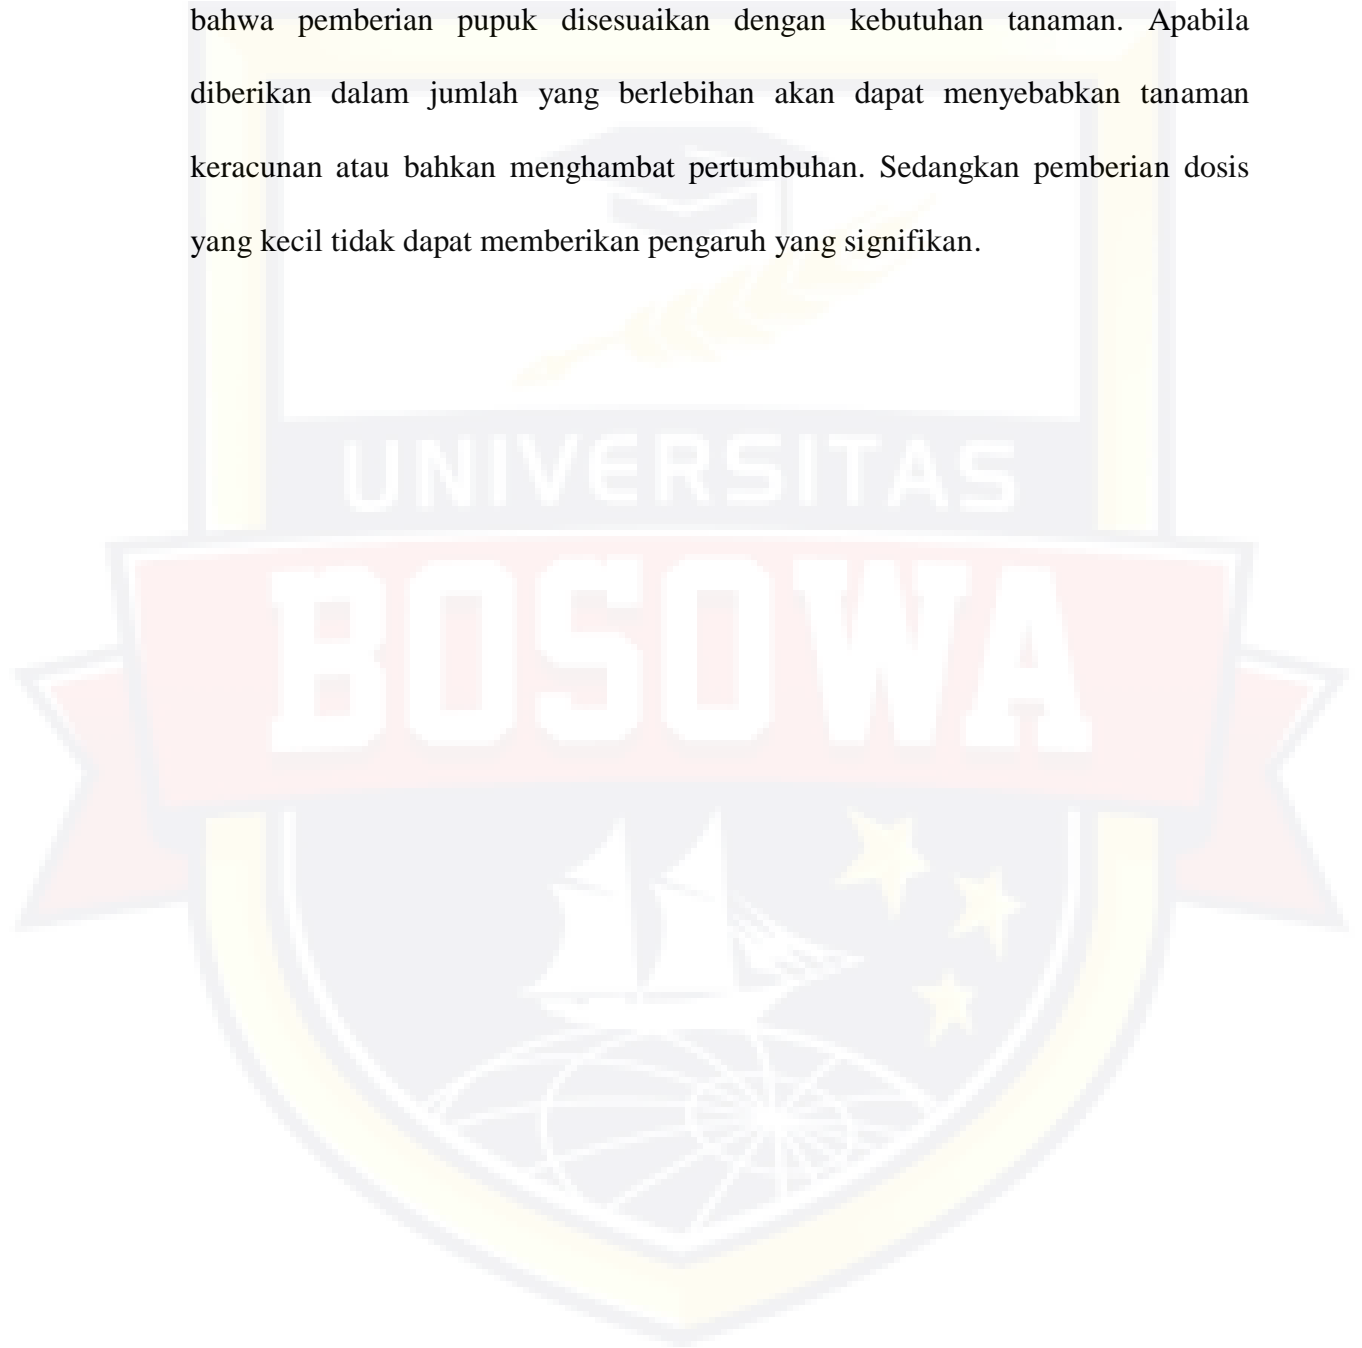 bahwa pemberian pupuk disesuaikan dengan kebutuhan tanaman. Apabila
diberikan dalam jumlah yang berlebihan akan dapat menyebabkan tanaman
keracunan atau bahkan menghambat pertumbuhan. Sedangkan pemberian dosis
yang kecil tidak dapat memberikan pengaruh yang signifikan.
UNIVERSITAS
BOSOWA